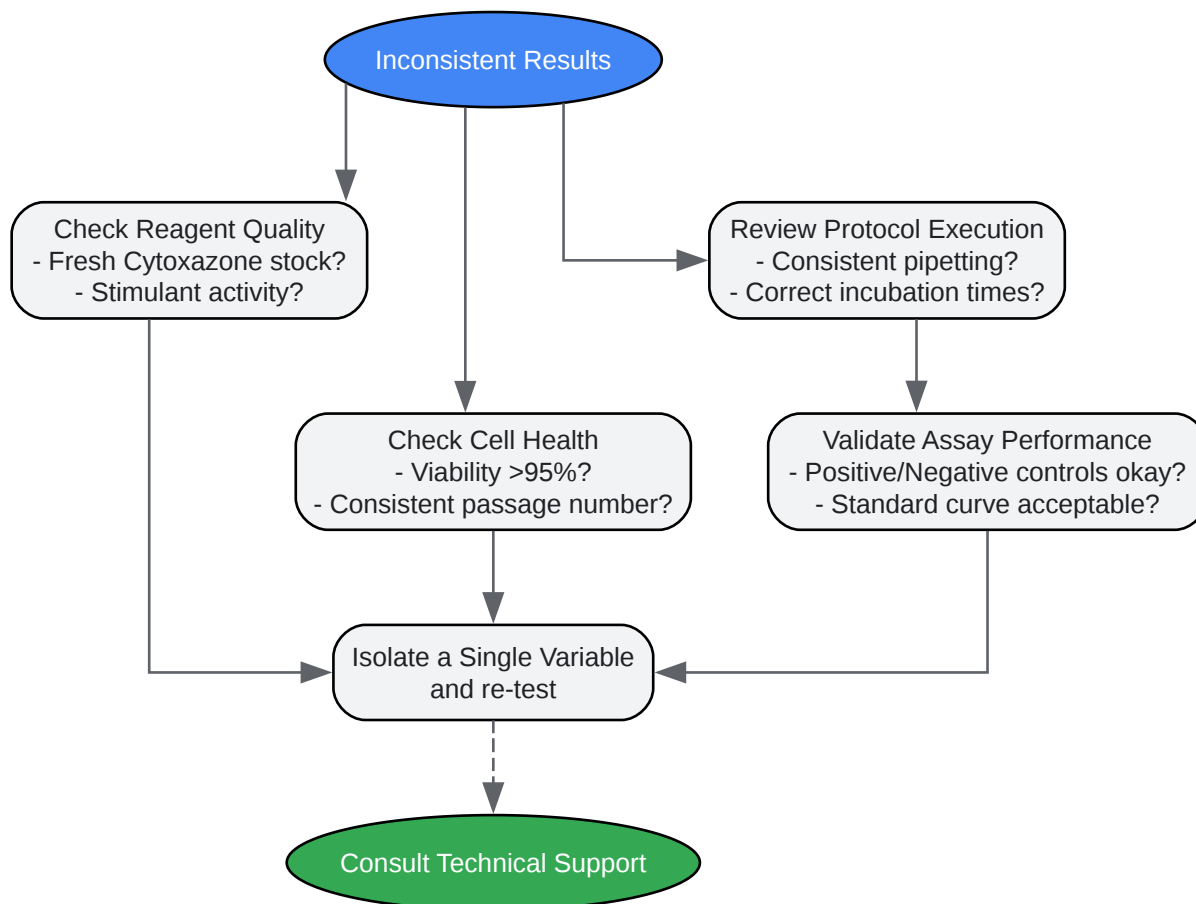 Inconsistent Results
Check Reagent Quality
- Fresh Cytoxazone stock?
- Stimulant activity?
Review Protocol Execution
- Consistent pipetting?
- Correct incubation times?
Check Cell Health
- Viability >95%?
- Consistent passage number?
Validate Assay Performance
- Positive/Negative controls okay?
- Standard curve acceptable?
Isolate a Single Variable
and re-test
Consult Technical Support